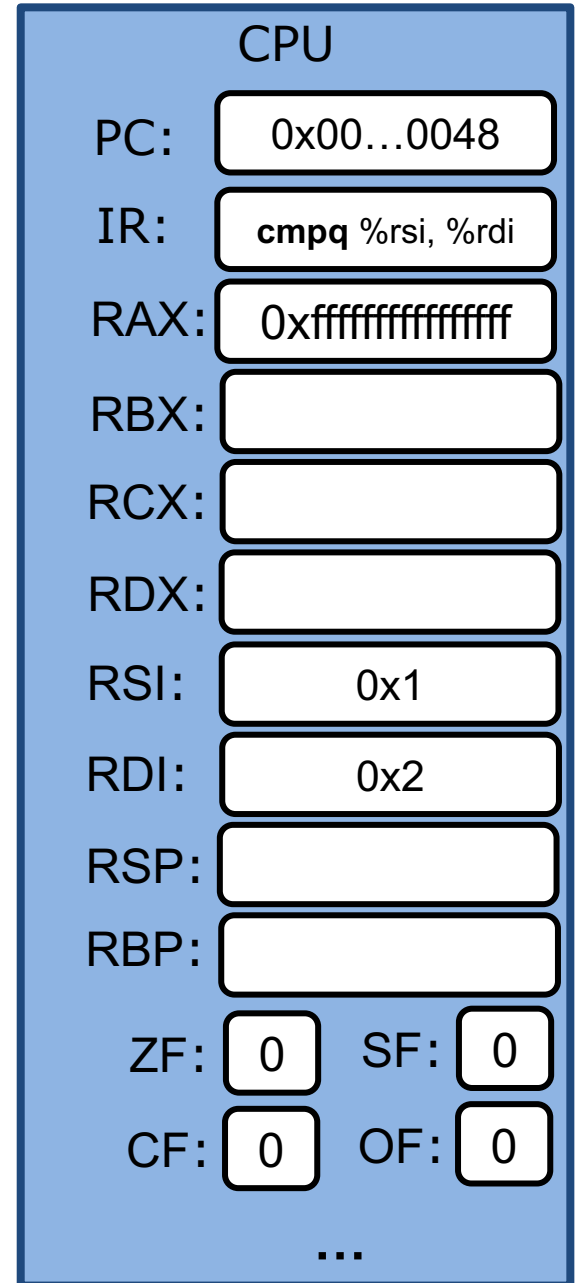 CPU
PC: 0x00…0048
IR: cmpq %rsi, %rdi
RAX: 0xffffffffffffffff
RBX:
RCX:
RDX:
RSI: 0x1
RDI: 0x2
RSP:
RBP:
ZF: 0 SF: 0
CF: 0 OF: 0
…